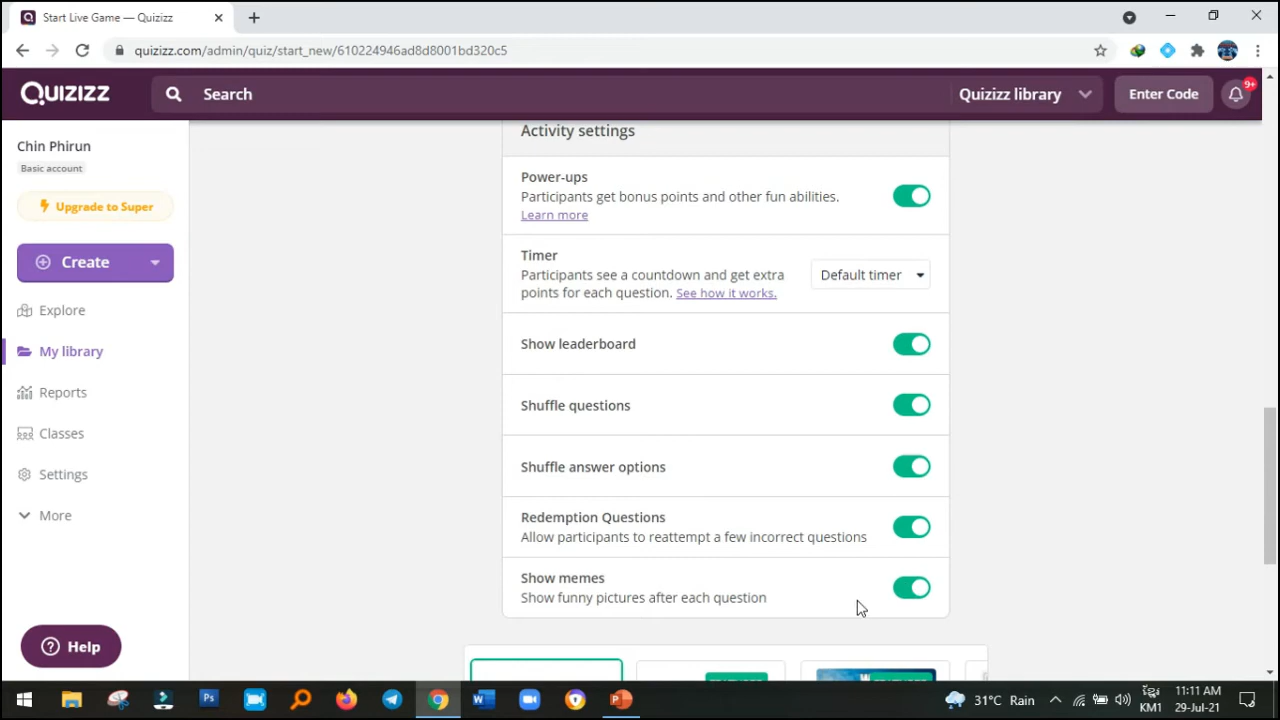 Start Live Game — Quizizz
quizizz.com/admin/quiz/start_new/610224946ad8d8001bd320c5
QUIZIZZ
Search
Quizizz library
Enter Code
9+
Chin Phirun
Basic account
Upgrade to Super
Create
Explore
My library
Reports
Classes
Settings
More
Help
Activity settings
Power-ups
Participants get bonus points and other fun abilities.
Learn more
Timer
Participants see a countdown and get extra
points for each question. See how it works.
Default timer
Show leaderboard
Shuffle questions
Shuffle answer options
Redemption Questions
Allow participants to reattempt a few incorrect questions
Show memes
Show funny pictures after each question
31°C Rain
ខ្មែរ
KM1
11:11 AM
29-Jul-21